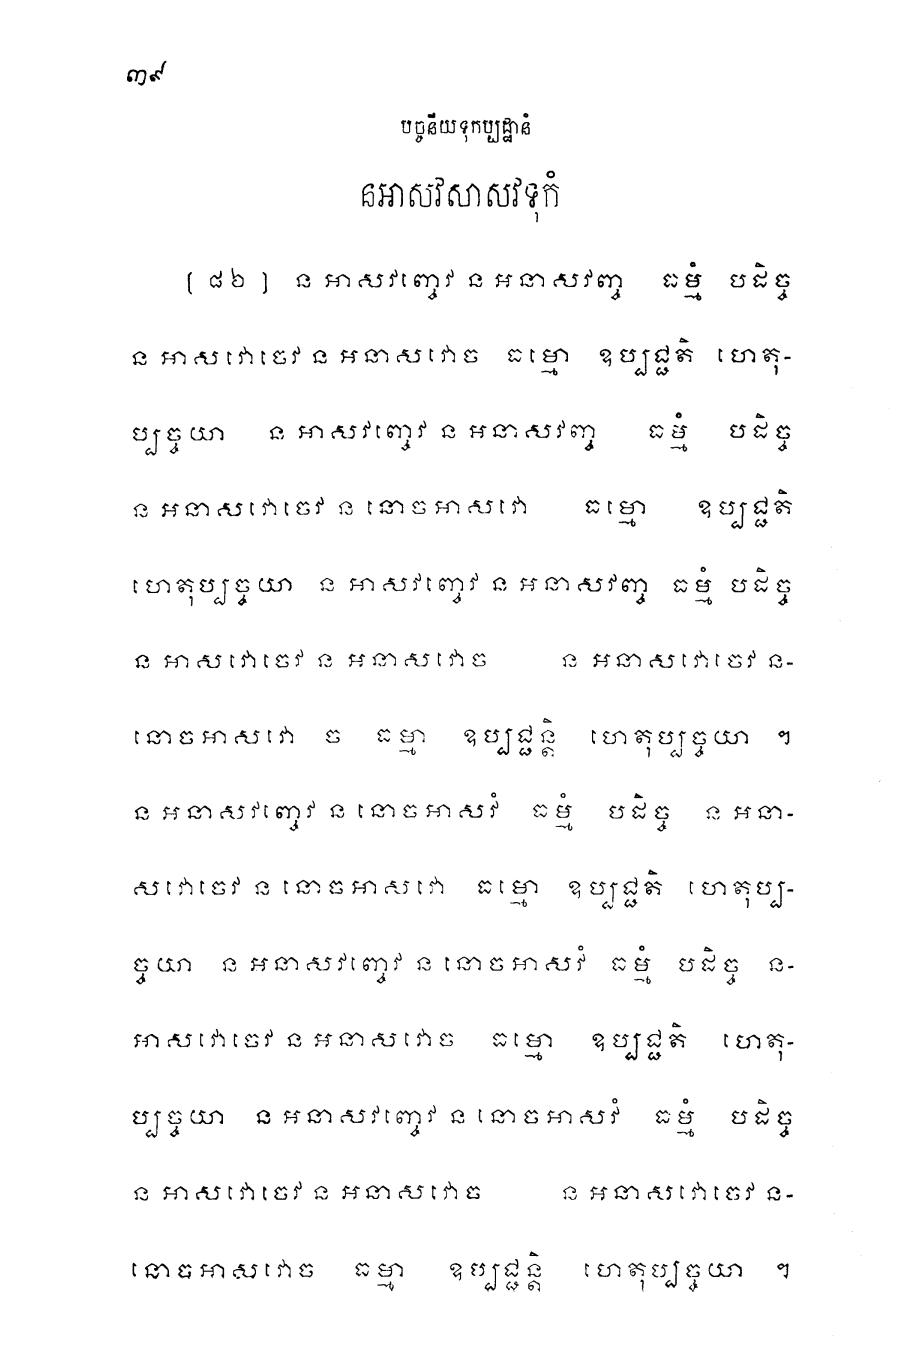 ៣៩
បច្ចនីយទុកប្បដ្ឋានំ
នអាសវសាសវទុកំ
[ ៨៦ ] ន អាសវញ្ចេវ ន អនាសវញ្ច ធម្មំ បដិច្ច
ន អាសវោចេវ ន អនាសវោច ធម្មោ ឧប្បជ្ជតិ ហេតុ-
ប្បច្ចយា ន អាសវញ្ចេវ ន អនាសវញ្ច ធម្មំ បដិច្ច
ន អនាសវោចេវ ន នោចអាសវោ ធម្មោ ឧប្បជ្ជតិ
ហេតុប្បច្ចយា ន អាសវញ្ចេវ ន អនាសវញ្ច ធម្មំ បដិច្ច
ន អាសវោចេវ ន អនាសវោច ន អនាសវោចេវ ន-
នោចអាសវោ ច ធម្មា ឧប្បជ្ជន្តិ ហេតុប្បច្ចយា ។
ន អនាសវញ្ចេវ ន នោចអាសវំ ធម្មំ បដិច្ច ន អនា-
សវោចេវ ន នោចអាសវោ ធម្មោ ឧប្បជ្ជតិ ហេតុប្ប-
ច្ចយា ន អនាសវញ្ចេវ ន នោចអាសវំ ធម្មំ បដិច្ច ន-
អាសវោចេវ ន អនាសវោច ធម្មោ ឧប្បជ្ជតិ ហេតុ-
ប្បច្ចយា ន អនាសវញ្ចេវ ន នោចអាសវំ ធម្មំ បដិច្ច
ន អាសវោចេវ ន អនាសវោច ន អនាសវោចេវ ន-
នោចអាសវោច ធម្មា ឧប្បជ្ជន្តិ ហេតុប្បច្ចយា ។